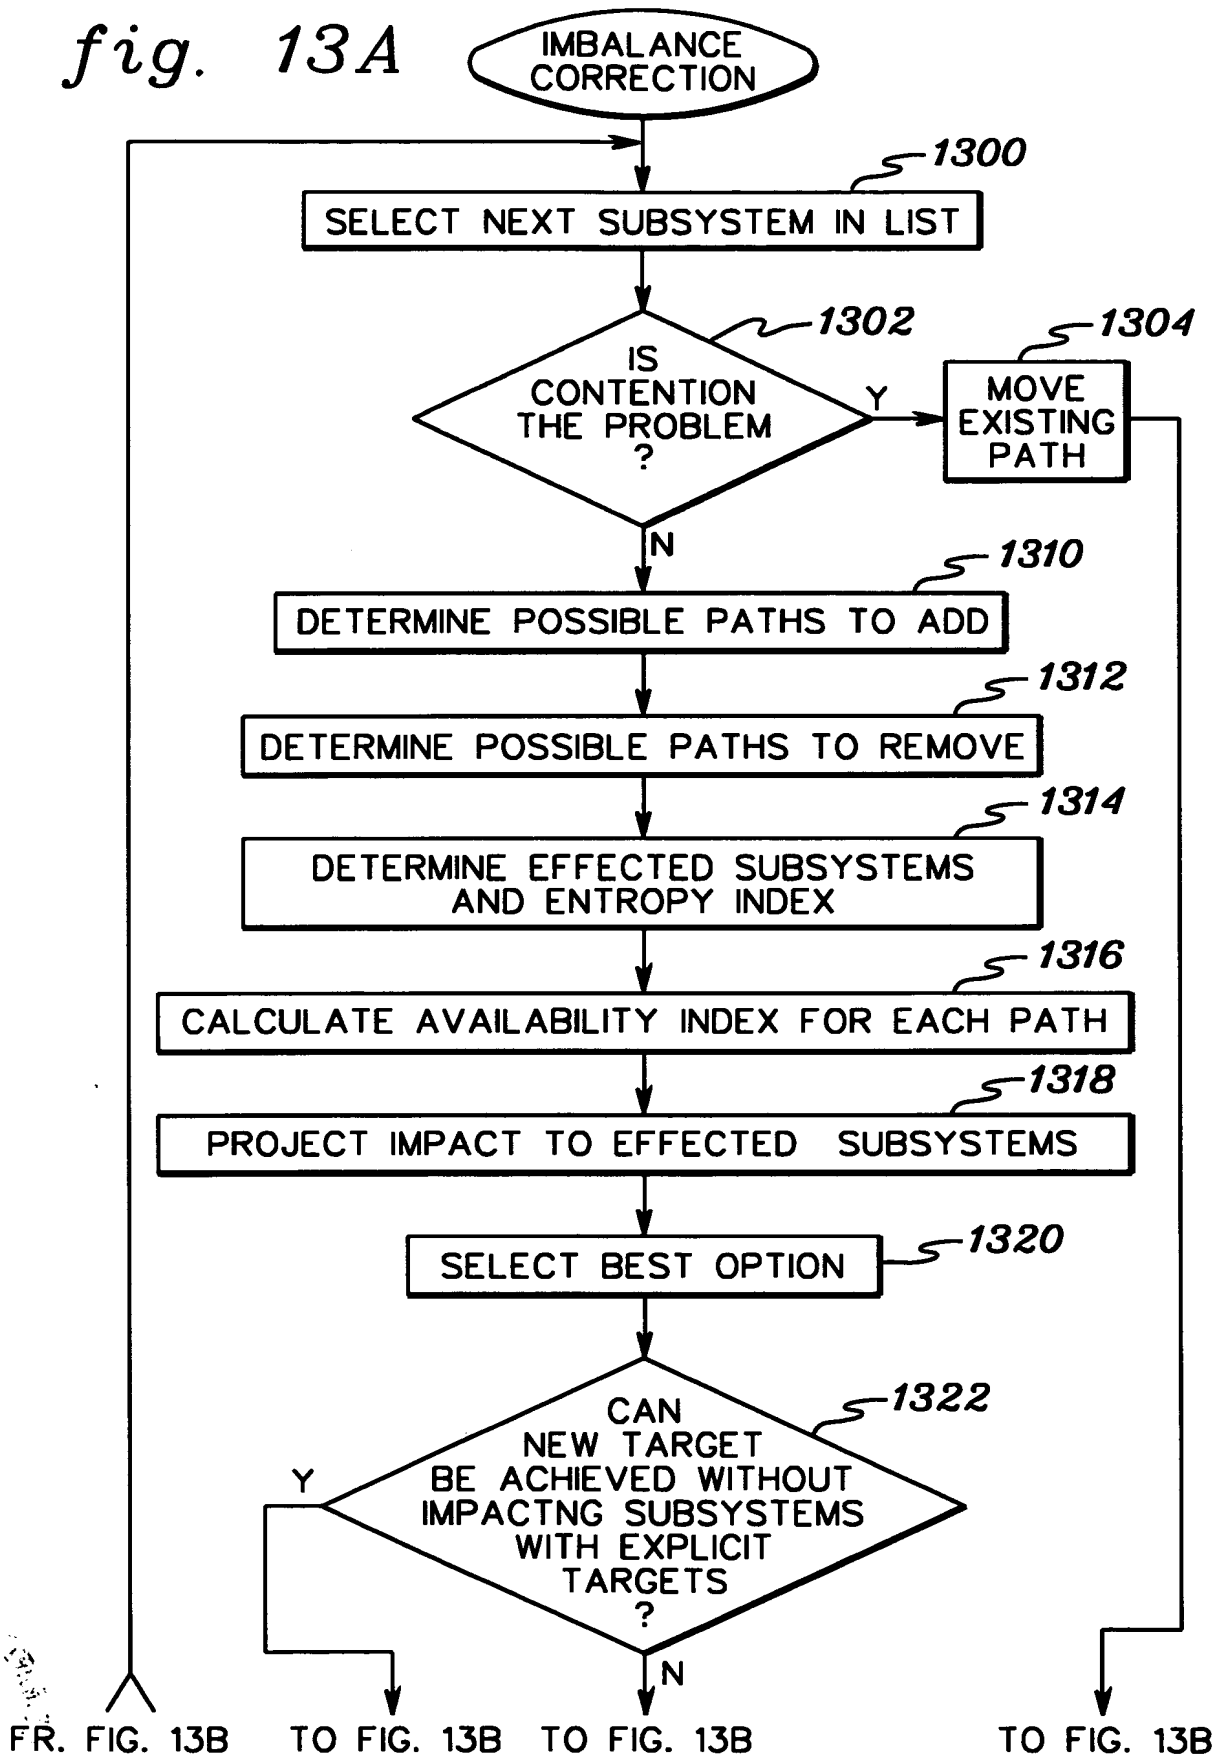 fig. 13A
IMBALANCE
CORRECTION
1300
SELECT NEXT SUBSYSTEM IN LIST
1302
IS
CONTENTION
THE PROBLEM
?
Y
1304
MOVE
EXISTING
PATH
N
1310
DETERMINE POSSIBLE PATHS TO ADD
1312
DETERMINE POSSIBLE PATHS TO REMOVE
1314
DETERMINE EFFECTED SUBSYSTEMS
AND ENTROPY INDEX
1316
CALCULATE AVAILABILITY INDEX FOR EACH PATH
1318
PROJECT IMPACT TO EFFECTED SUBSYSTEMS
1320
SELECT BEST OPTION
1322
CAN
NEW TARGET
BE ACHIEVED WITHOUT
IMPACTNG SUBSYSTEMS
WITH EXPLICIT
TARGETS
?
Y
N
FR. FIG. 13B
TO FIG. 13B
TO FIG. 13B
TO FIG. 13B